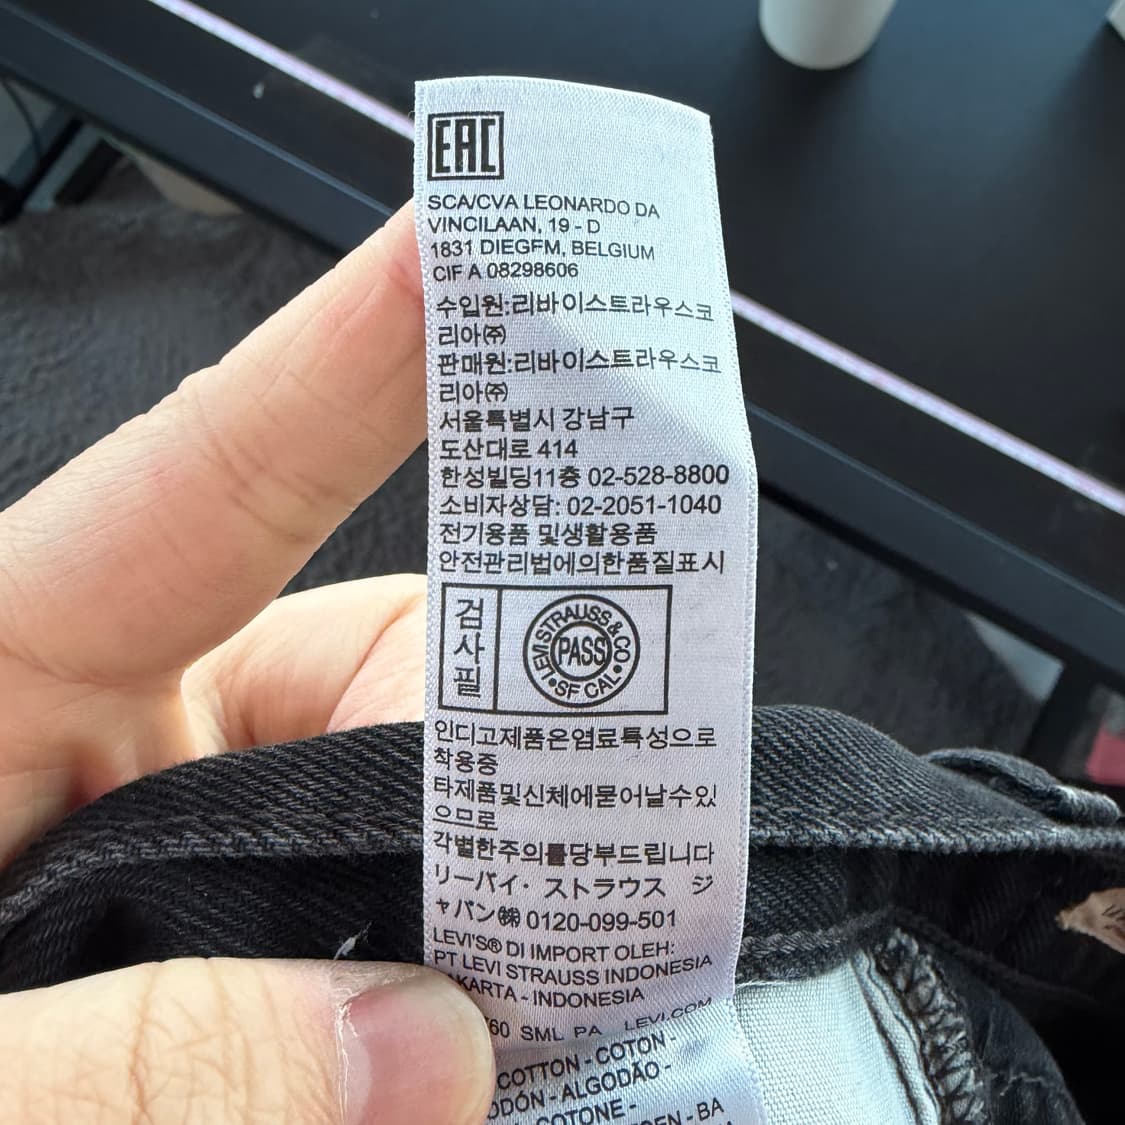 EAC
SCA/CVA LEONARDO DA
VINCILAAN, 19 - D
1831 DIEGFM, BELGIUM
CIF A 08298606
수입원:리바이스트라우스코
리아㈜
판매원:리바이스트라우스코
리아㈜
서울특별시 강남구
도산대로 414
한성빌딩11층 02-528-8800
소비자상담: 02-2051-1040
전기용품 및생활용품
안전관리법에의한품질표시
검사필
LEVI STRAUSS & CO
PASS
SF CAL
인디고제품은염료특성으로
착용중
타제품및신체에묻어날수있
으므로
각별한주의를당부드립니다
リーバイ・ストラウス ジ
ャパン㈱ 0120-099-501
LEVI'S® DI IMPORT OLEH:
PT LEVI STRAUSS INDONESIA
AKARTA - INDONESIA
60 SML PA LEVI.COM
COTTON - COTON -
ODÓN - ALGODÃO -
COTONE -
- BA